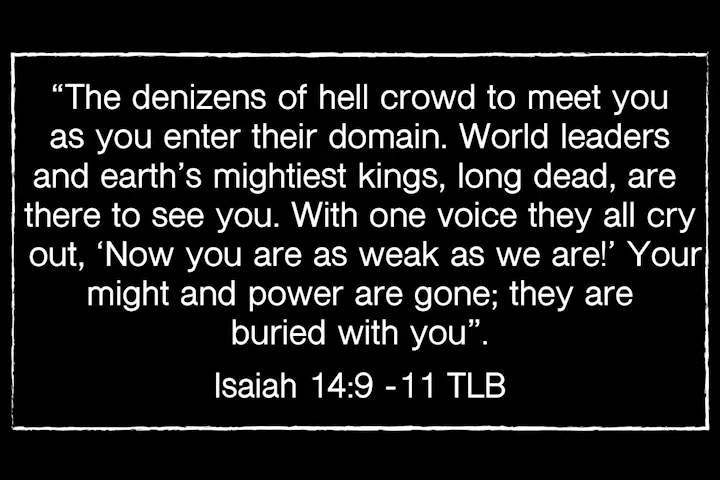 “The denizens of hell crowd to meet you
as you enter their domain. World leaders
and earth’s mightiest kings, long dead, are
there to see you. With one voice they all cry
out, ‘Now you are as weak as we are!’ Your
might and power are gone; they are
buried with you”.
Isaiah 14:9 -11 TLB